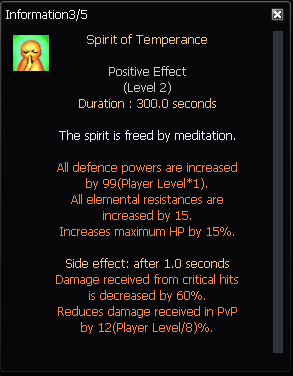 Information3/5
Spirit of Temperance
Positive Effect
(Level 2)
Duration : 300.0 seconds
The spirit is freed by meditation.
All defence powers are increased
by 99(Player Level*1).
All elemental resistances are
increased by 15.
Increases maximum HP by 15%.
Side effect: after 1.0 seconds
Damage received from critical hits
is decreased by 60%.
Reduces damage received in PvP
by 12(Player Level/8)%.